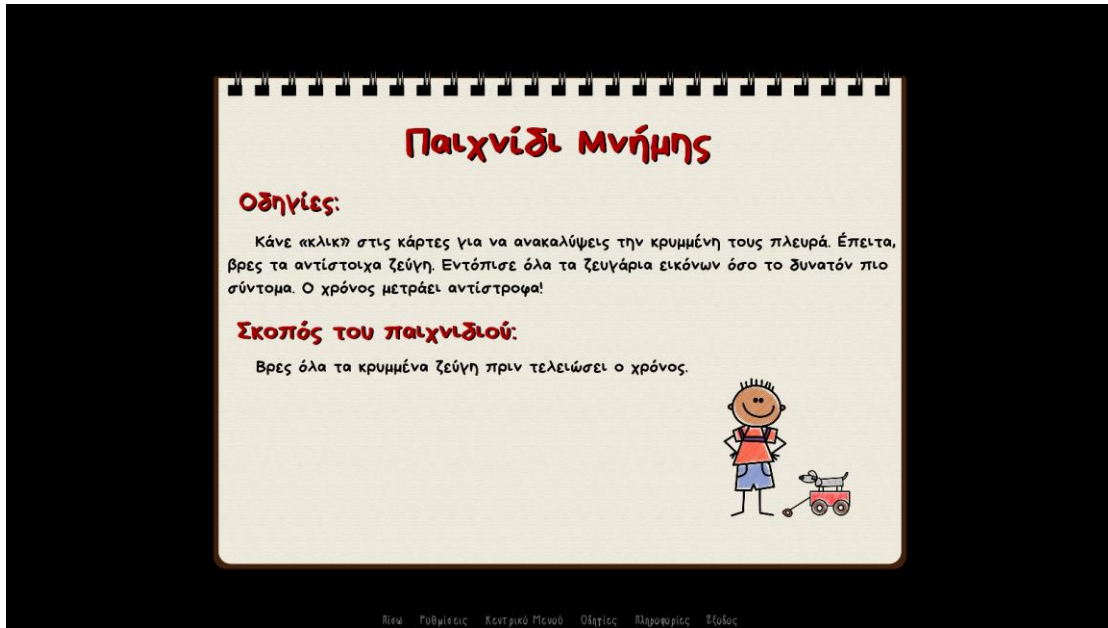 Παιχνίδι Μνήμης
Οδηγίες:
Κάνε «κλικ» στις κάρτες για να ανακαλύψεις την κρυμμένη τους πλευρά. Έπειτα,
βρες τα αντίστοιχα ζεύγη. Εντόπισε όλα τα ζευγάρια εικόνων όσο το δυνατόν πιο
σύντομα. Ο χρόνος μετράει αντίστροφα!
Σκοπός του παιχνιδιού:
Βρες όλα τα κρυμμένα ζεύγη πριν τελειώσει ο χρόνος.
Πίσω Ρυθμίσεις Κεντρικό Μενού Οδηγίες Πληροφορίες Έξοδος